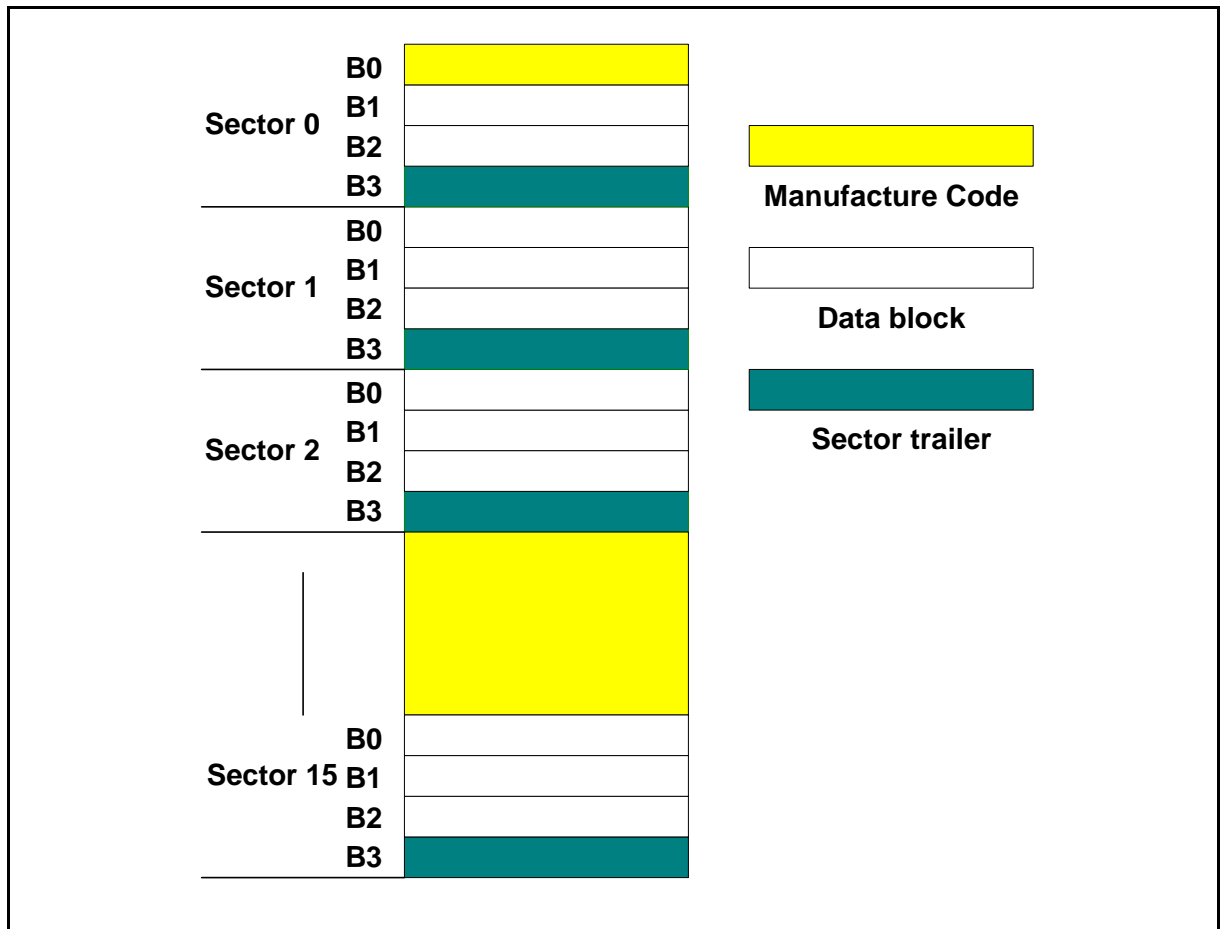 Sector 0
B0
B1
B2
B3
Sector 1
B0
B1
B2
B3
Sector 2
B0
B1
B2
B3
Sector 15
B0
B1
B2
B3
Manufacture Code
Data block
Sector trailer